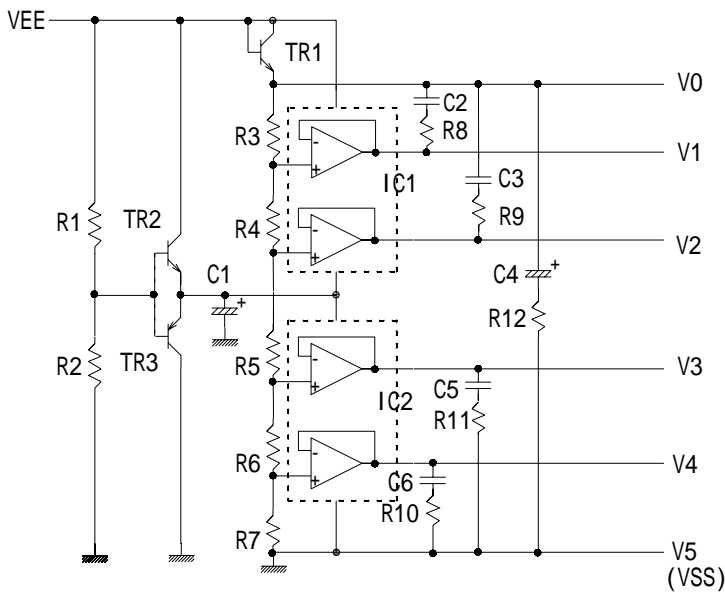 VEE
TR1
V0
C2
R3
R8
V1
IC1
C3
R1
TR2
R4
R9
V2
C1
+
C4
+
R12
R2
TR3
R5
V3
C5
IC2
R11
R6
V4
C6
R10
R7
V5
(VSS)
-
+
-
+
-
+
-
+